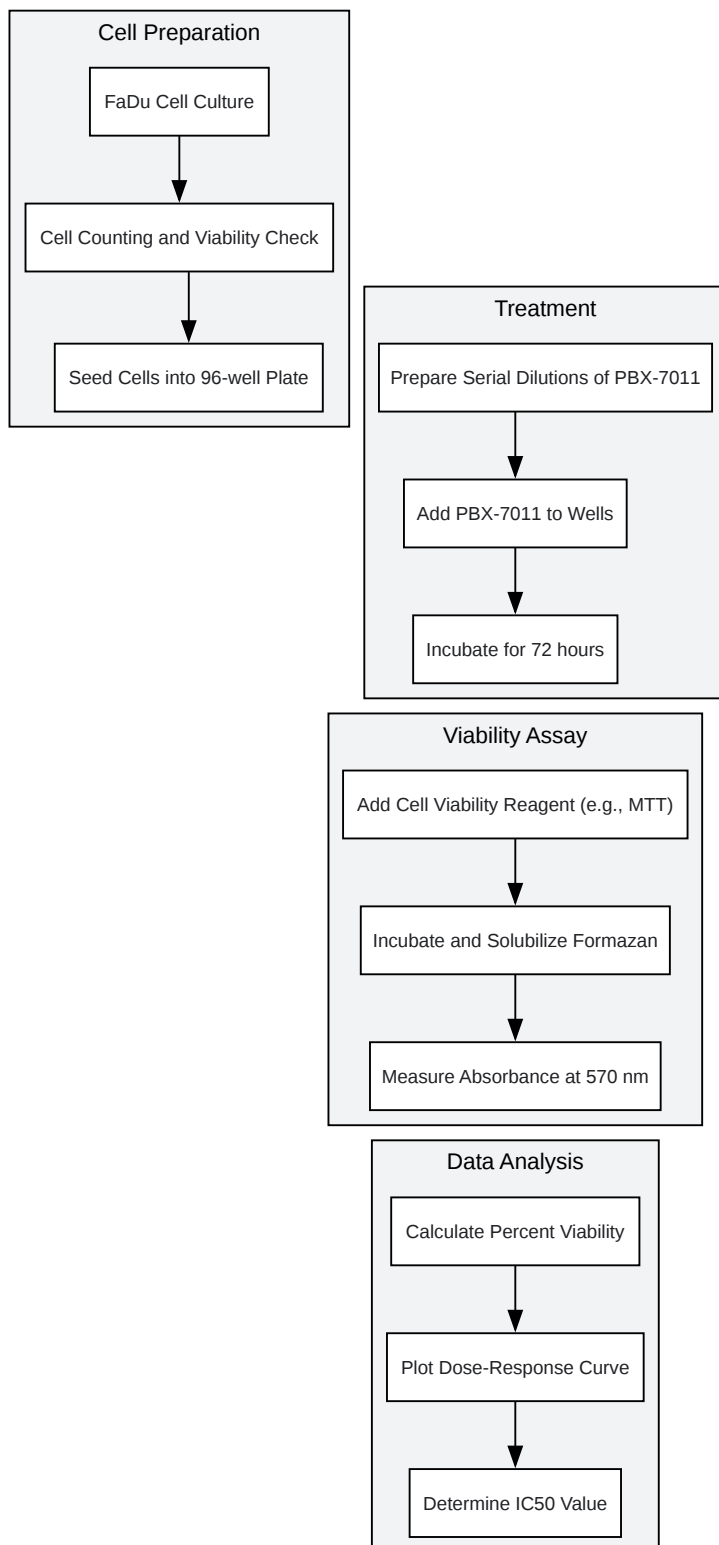 Cell Preparation
FaDu Cell Culture
Cell Counting and Viability Check
Seed Cells into 96-well Plate
Treatment
Prepare Serial Dilutions of PBX-7011
Add PBX-7011 to Wells
Incubate for 72 hours
Viability Assay
Add Cell Viability Reagent (e.g., MTT)
Incubate and Solubilize Formazan
Measure Absorbance at 570 nm
Data Analysis
Calculate Percent Viability
Plot Dose-Response Curve
Determine IC50 Value